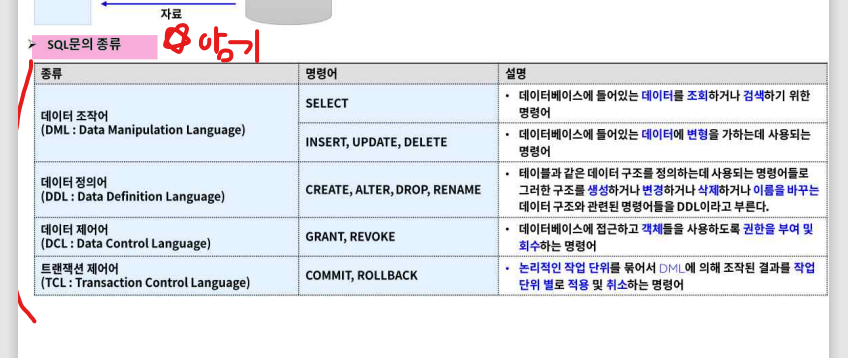 자료
➤ SQL문의 종류
암기
종류 명령어 설명
데이터 조작어
(DML : Data Manipulation Language)
SELECT
• 데이터베이스에 들어있는 데이터를 조회하거나 검색하기 위한
명령어
INSERT, UPDATE, DELETE
• 데이터베이스에 들어있는 데이터에 변형을 가하는데 사용되는
명령어
데이터 정의어
(DDL : Data Definition Language)
CREATE, ALTER, DROP, RENAME
• 테이블과 같은 데이터 구조를 정의하는데 사용되는 명령어들로
그러한 구조를 생성하거나 변경하거나 삭제하거나 이름을 바꾸는
데이터 구조와 관련된 명령어들을 DDL이라고 부른다.
데이터 제어어
(DCL : Data Control Language)
GRANT, REVOKE
• 데이터베이스에 접근하고 객체들을 사용하도록 권한을 부여 및
회수하는 명령어
트랜잭션 제어어
(TCL : Transaction Control Language)
COMMIT, ROLLBACK
• 논리적인 작업 단위를 묶어서 DML에 의해 조작된 결과를 작업
단위 별로 적용 및 취소하는 명령어